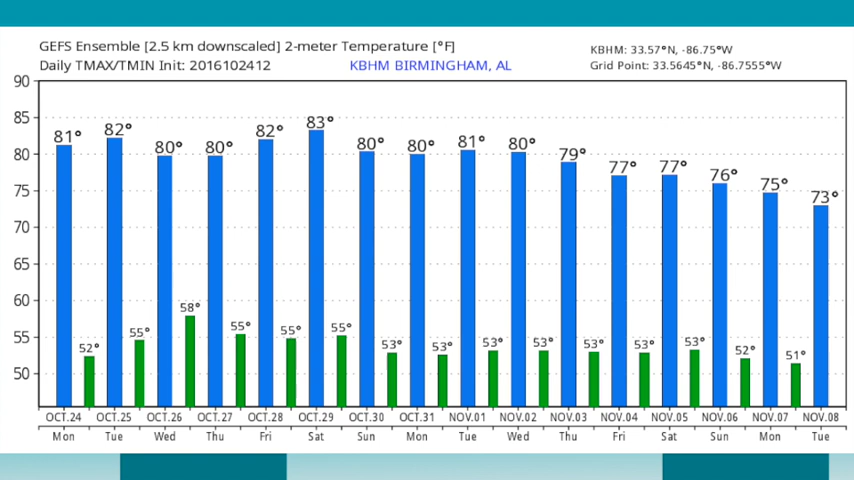 GEFS Ensemble [2.5 km downscaled] 2-meter Temperature [°F]
Daily TMAX/TMIN Init: 2016102412
KBHM BIRMINGHAM, AL
KBHM: 33.57°N, -86.75°W
Grid Point: 33.5645°N, -86.7555°W
90
85
80
75
70
65
60
55
50
81° 82° 80° 80° 82° 83° 80° 80° 81° 80° 79° 77° 77° 76° 75° 73°
52° 55° 58° 55° 55° 55° 53° 53° 53° 53° 53° 53° 53° 52° 51°
OCT.24 OCT.25 OCT.26 OCT.27 OCT.28 OCT.29 OCT.30 OCT.31 NOV.01 NOV.02 NOV.03 NOV.04 NOV.05 NOV.06 NOV.07 NOV.08
Mon Tue Wed Thu Fri Sat Sun Mon Tue Wed Thu Fri Sat Sun Mon Tue